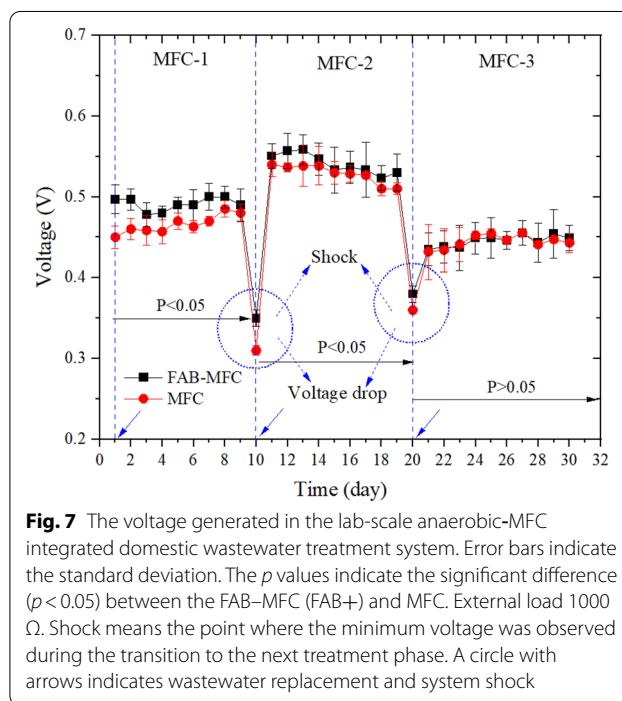 MFC-1 MFC-2 MFC-3
0.7
0.6
0.5
0.4
0.3
0.2
Voltage (V)
Shock
P<0.05
P<0.05
Voltage drop
P>0.05
FAB-MFC
MFC
0 2 4 6 8 10 12 14 16 18 20 22 24 26 28 30 32
Time (day)
Fig. 7 The voltage generated in the lab-scale anaerobic-MFC
integrated domestic wastewater treatment system. Error bars indicate
the standard deviation. The p values indicate the significant difference
(p < 0.05) between the FAB–MFC (FAB+) and MFC. External load 1000
Ω. Shock means the point where the minimum voltage was observed
during the transition to the next treatment phase. A circle with
arrows indicates wastewater replacement and system shock